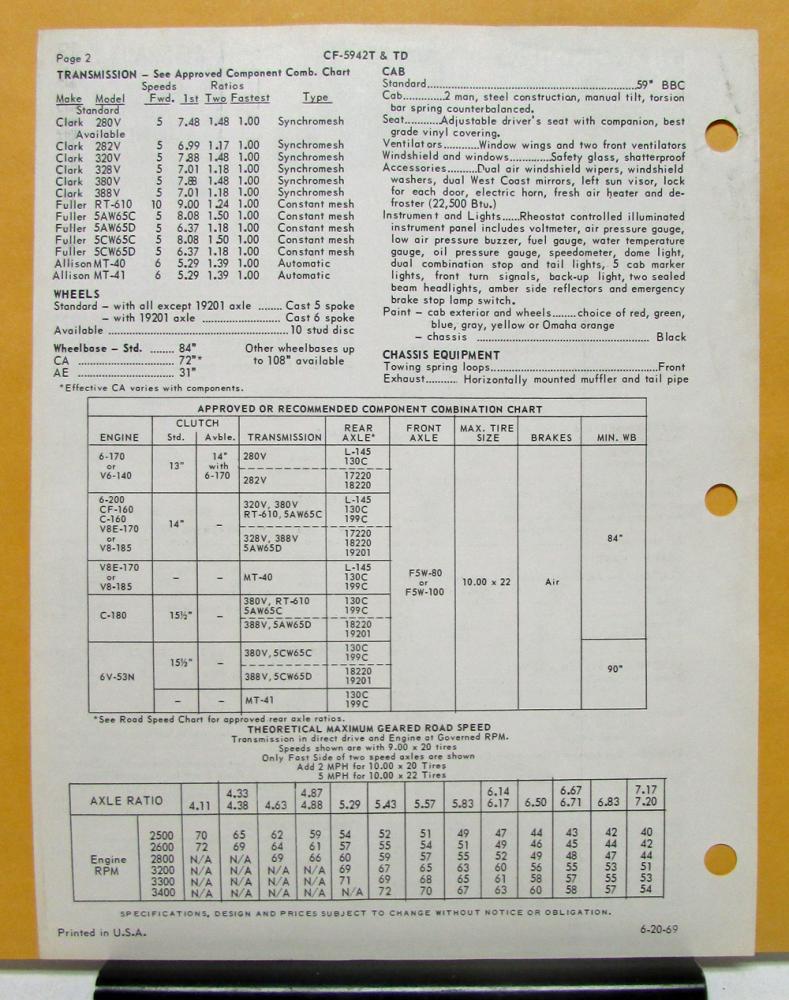 Page 2
CF-5942T & TD
TRANSMISSION – See Approved Component Comb. Chart
Speeds Ratios
Make Model Fwd. 1st Two Fastest Type
Standard
Clark 280V 5 7.48 1.48 1.00 Synchromesh
Available
Clark 282V 5 6.99 1.17 1.00 Synchromesh
Clark 320V 5 7.88 1.48 1.00 Synchromesh
Clark 328V 5 7.01 1.18 1.00 Synchromesh
Clark 380V 5 7.88 1.48 1.00 Synchromesh
Clark 388V 5 7.01 1.18 1.00 Synchromesh
Fuller RT-610 10 9.00 1.24 1.00 Constant mesh
Fuller 5AW65C 5 8.08 1.50 1.00 Constant mesh
Fuller 5AW65D 5 6.37 1.18 1.00 Constant mesh
Fuller 5CW65C 5 8.08 1.50 1.00 Constant mesh
Fuller 5CW65D 5 6.37 1.18 1.00 Constant mesh
Allison MT-40 6 5.29 1.39 1.00 Automatic
Allison MT-41 6 5.29 1.39 1.00 Automatic
WHEELS
Standard – with all except 19201 axle ........ Cast 5 spoke
– with 19201 axle ........................ Cast 6 spoke
Available ......................................................10 stud disc
Wheelbase – Std. ........ 84" Other wheelbases up
CA ................................ 72"* to 108" available
AE ................................ 31"
*Effective CA varies with components.
CAB
Standard..................................................................59" BBC
Cab.............2 man, steel construction, manual tilt, torsion
bar spring counterbalanced.
Seat...........Adjustable driver's seat with companion, best
grade vinyl covering.
Ventilators...........Window wings and two front ventilators
Windshield and windows.............Safety glass, shatterproof
Accessories.........Dual air windshield wipers, windshield
washers, dual West Coast mirrors, left sun visor, lock
for each door, electric horn, fresh air heater and de-
froster (22,500 Btu.)
Instrument and Lights.....Rheostat controlled illuminated
instrument panel includes voltmeter, air pressure gauge,
low air pressure buzzer, fuel gauge, water temperature
gauge, oil pressure gauge, speedometer, dome light,
dual combination stop and tail lights, 5 cab marker
lights, front turn signals, back-up light, two sealed
beam headlights, amber side reflectors and emergency
brake stop lamp switch.
Paint – cab exterior and wheels........choice of red, green,
blue, gray, yellow or Omaha orange
– chassis ...................................................... Black
CHASSIS EQUIPMENT
Towing spring loops......................................................Front
Exhaust........... Horizontally mounted muffler and tail pipe
APPROVED OR RECOMMENDED COMPONENT COMBINATION CHART
CLUTCH REAR FRONT MAX. TIRE
ENGINE Std. Avble. TRANSMISSION AXLE* AXLE SIZE BRAKES MIN. WB
6-170 14" 280V L-145
or 13" with 130C
V6-140 6-170 282V 17220
18220
6-200 L-145
CF-160 320V, 380V 130C
C-160 RT-610, 5AW65C 199C
V8E-170 14" – 17220
or 328V, 388V 18220 84"
V8-185 5AW65D 19201
V8E-170 L-145
or – – MT-40 130C F5W-80
V8-185 199C or 10.00 x 22 Air
F5W-100
380V, RT-610 130C
C-180 15½" – 5AW65C 199C
388V, 5AW65D 18220
19201
380V, 5CW65C 130C
15½" – 199C 90"
6V-53N 388V, 5CW65D 18220
19201
– – MT-41 130C
199C
*See Road Speed Chart for approved rear axle ratios.
THEORETICAL MAXIMUM GEARED ROAD SPEED
Transmission in direct drive and Engine at Governed RPM.
Speeds shown are with 9.00 x 20 tires
Only Fast Side of two speed axles are shown
Add 2 MPH for 10.00 x 20 Tires
5 MPH for 10.00 x 22 Tires
4.33 4.87 6.14 6.67 7.17
AXLE RATIO 4.11 4.38 4.63 4.88 5.29 5.43 5.57 5.83 6.17 6.50 6.71 6.83 7.20
2500 70 65 62 59 54 52 51 49 47 44 43 42 40
2600 72 69 64 61 57 55 54 51 49 46 45 44 42
Engine 2800 N/A N/A 69 66 60 59 57 55 52 49 48 47 44
RPM 3200 N/A N/A N/A N/A 69 67 65 63 60 56 55 53 51
3300 N/A N/A N/A N/A 71 69 68 65 61 58 57 55 53
3400 N/A N/A N/A N/A N/A 72 70 67 63 60 58 57 54
SPECIFICATIONS, DESIGN AND PRICES SUBJECT TO CHANGE WITHOUT NOTICE OR OBLIGATION.
Printed in U.S.A.
6-20-69